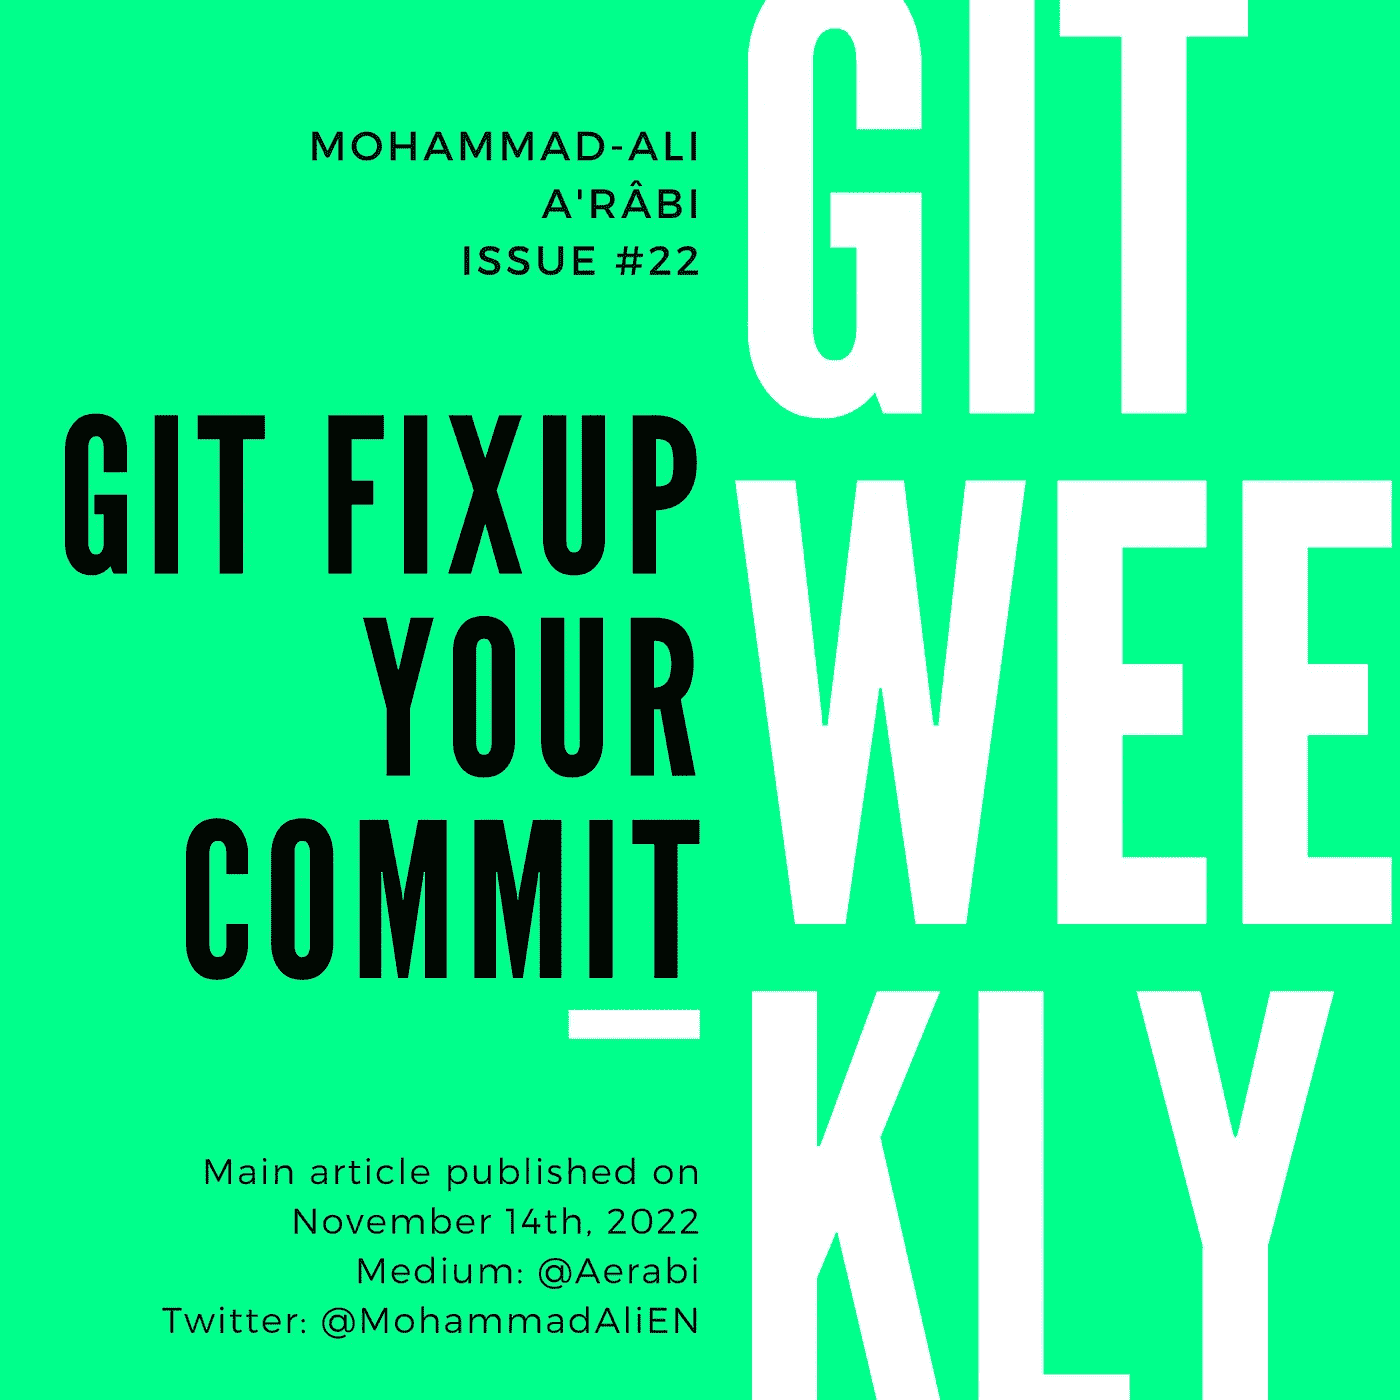 MOHAMMAD-ALI
A'RÂBI
ISSUE #22
GIT FIXUP
YOUR
COMMIT
Main article published on
November 14th, 2022
Medium: @Aerabi
Twitter: @MohammadAliEN
GIT
WEE
KLY